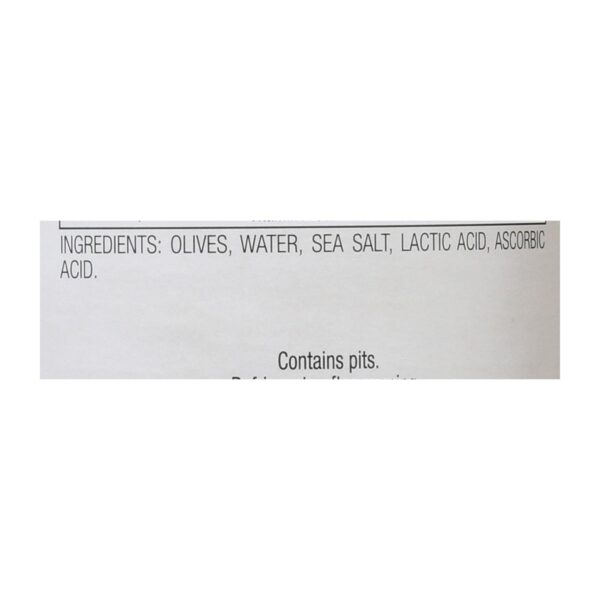 INGREDIENTS: OLIVES, WATER, SEA SALT, LACTIC ACID, ASCORBIC
ACID.
Contains pits.